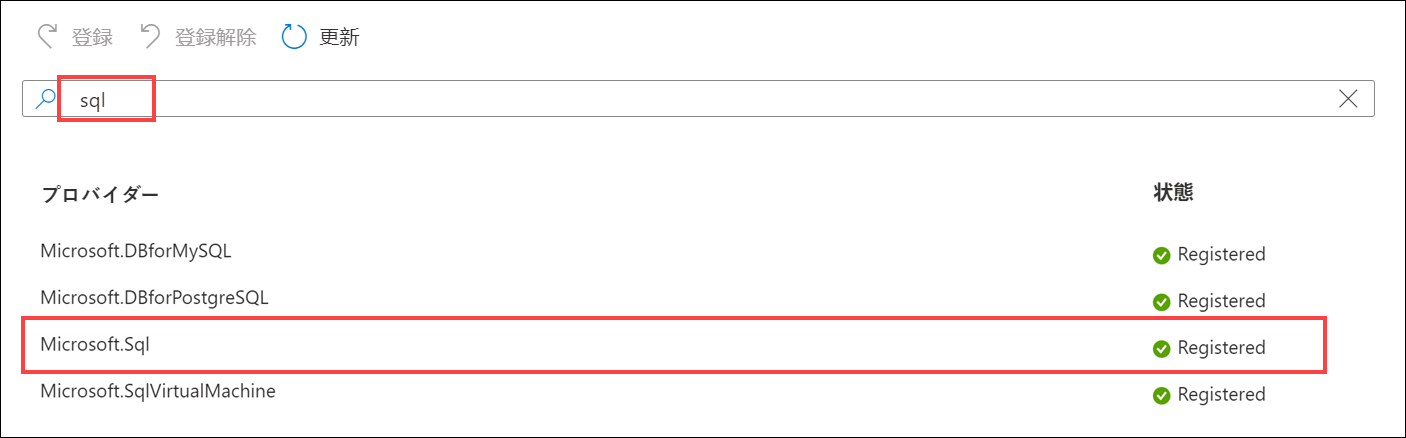 登録 登録解除 更新
sql
プロバイダー 状態
Microsoft.DBforMySQL Registered
Microsoft.DBforPostgreSQL Registered
Microsoft.Sql Registered
Microsoft.SqlVirtualMachine Registered